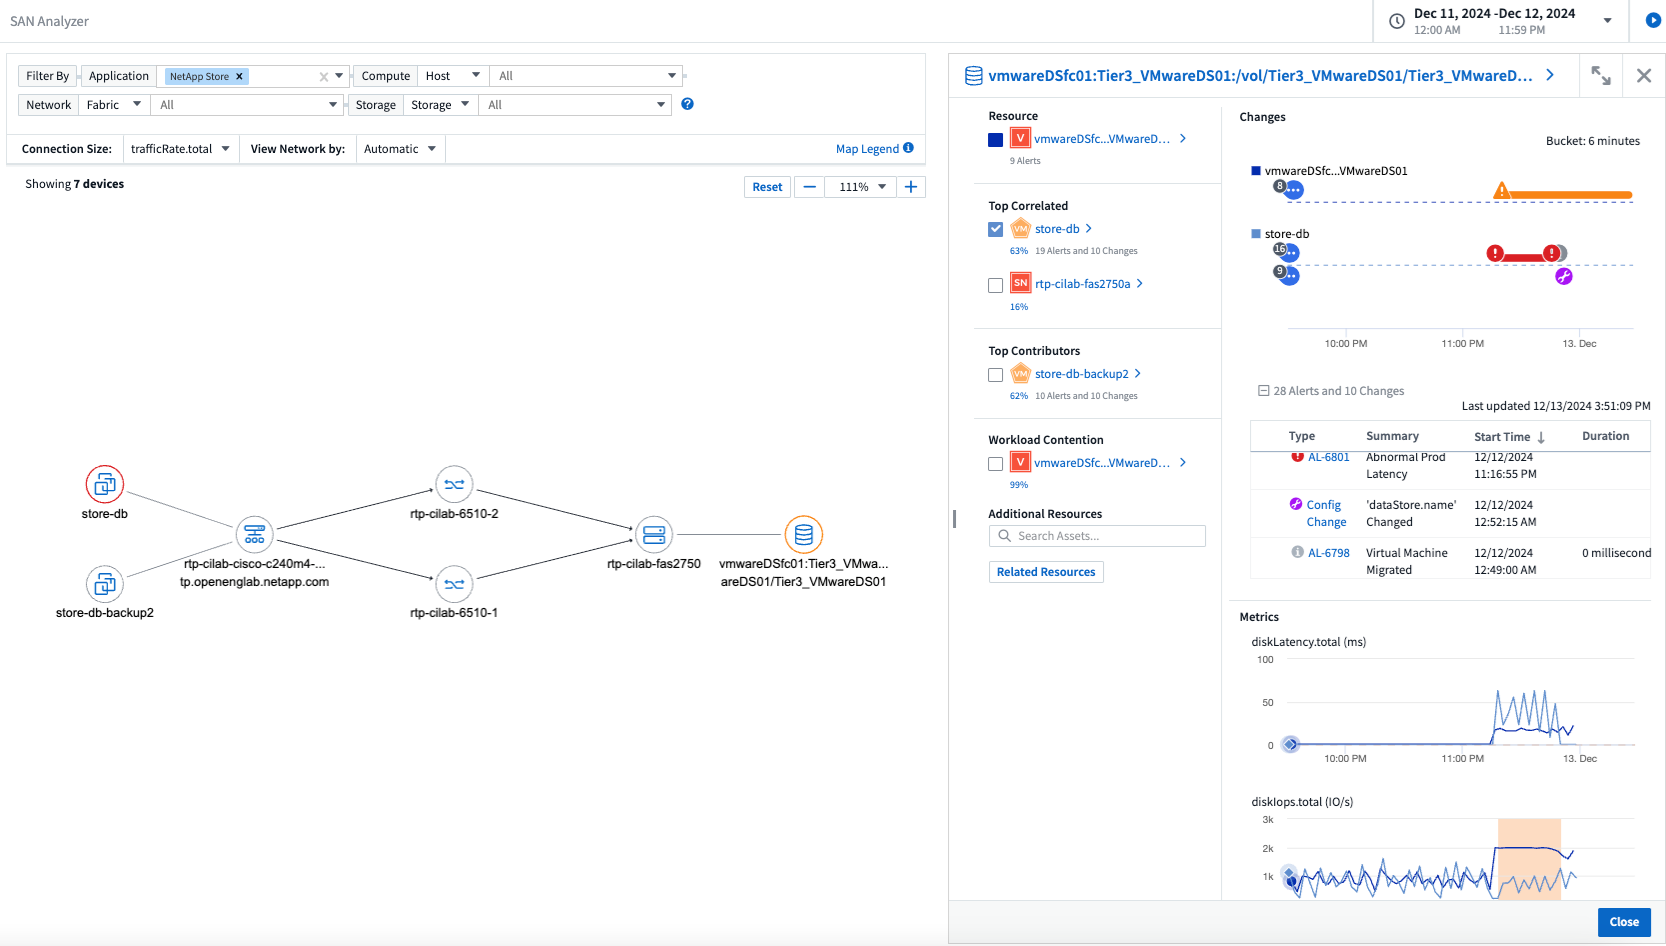 SAN Analyzer
Dec 11, 2024 -Dec 12, 2024
12:00 AM 11:59 PM
Filter By Application NetApp Store × Compute Host All
Network Fabric All Storage Storage All
Connection Size: trafficRate.total View Network by: Automatic Map Legend
Showing 7 devices
Reset 111%
store-db
store-db-backup2
rtp-cilab-cisco-c240m4-...
tp.openenglab.netapp.com
rtp-cilab-6510-2
rtp-cilab-6510-1
rtp-cilab-fas2750
vmwareDSfc01:Tier3_VMwa...
areDS01/Tier3_VMwareDS01
vmwareDSfc01:Tier3_VMwareDS01:/vol/Tier3_VMwareDS01/Tier3_VMwareD...
Resource
V vmwareDSfc...VMwareD...
9 Alerts
Top Correlated
VM store-db
63% 19 Alerts and 10 Changes
SN rtp-cilab-fas2750a
16%
Top Contributors
VM store-db-backup2
62% 10 Alerts and 10 Changes
Workload Contention
V vmwareDSfc...VMwareD...
99%
Additional Resources
Search Assets...
Related Resources
Changes
Bucket: 6 minutes
vmwareDSfc...VMwareDS01
8
store-db
16
9
10:00 PM 11:00 PM 13. Dec
28 Alerts and 10 Changes
Last updated 12/13/2024 3:51:09 PM
Type Summary Start Time Duration
AL-6801 Abnormal Prod 12/12/2024
Latency 11:16:55 PM
Config 'dataStore.name' 12/12/2024
Change Changed 12:52:15 AM
AL-6798 Virtual Machine 12/12/2024 0 millisecond
Migrated 12:49:00 AM
Metrics
diskLatency.total (ms)
100
50
0
10:00 PM 11:00 PM 13. Dec
diskIops.total (IO/s)
3k
2k
1k
Close